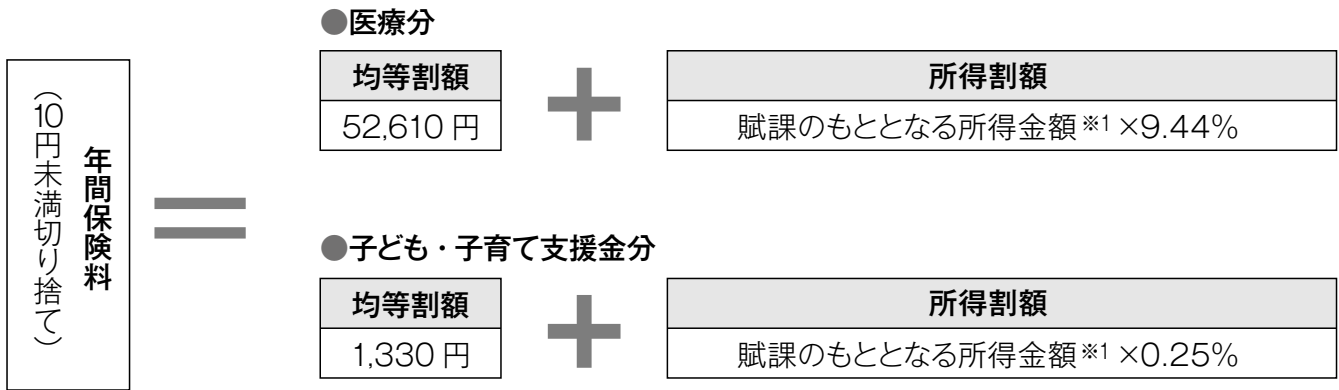 年間保険料
（10円未満切り捨て）
●医療分
均等割額
52,610円
所得割額
賦課のもととなる所得金額※1×9.44%
●子ども・子育て支援金分
均等割額
1,330円
所得割額
賦課のもととなる所得金額※1×0.25%